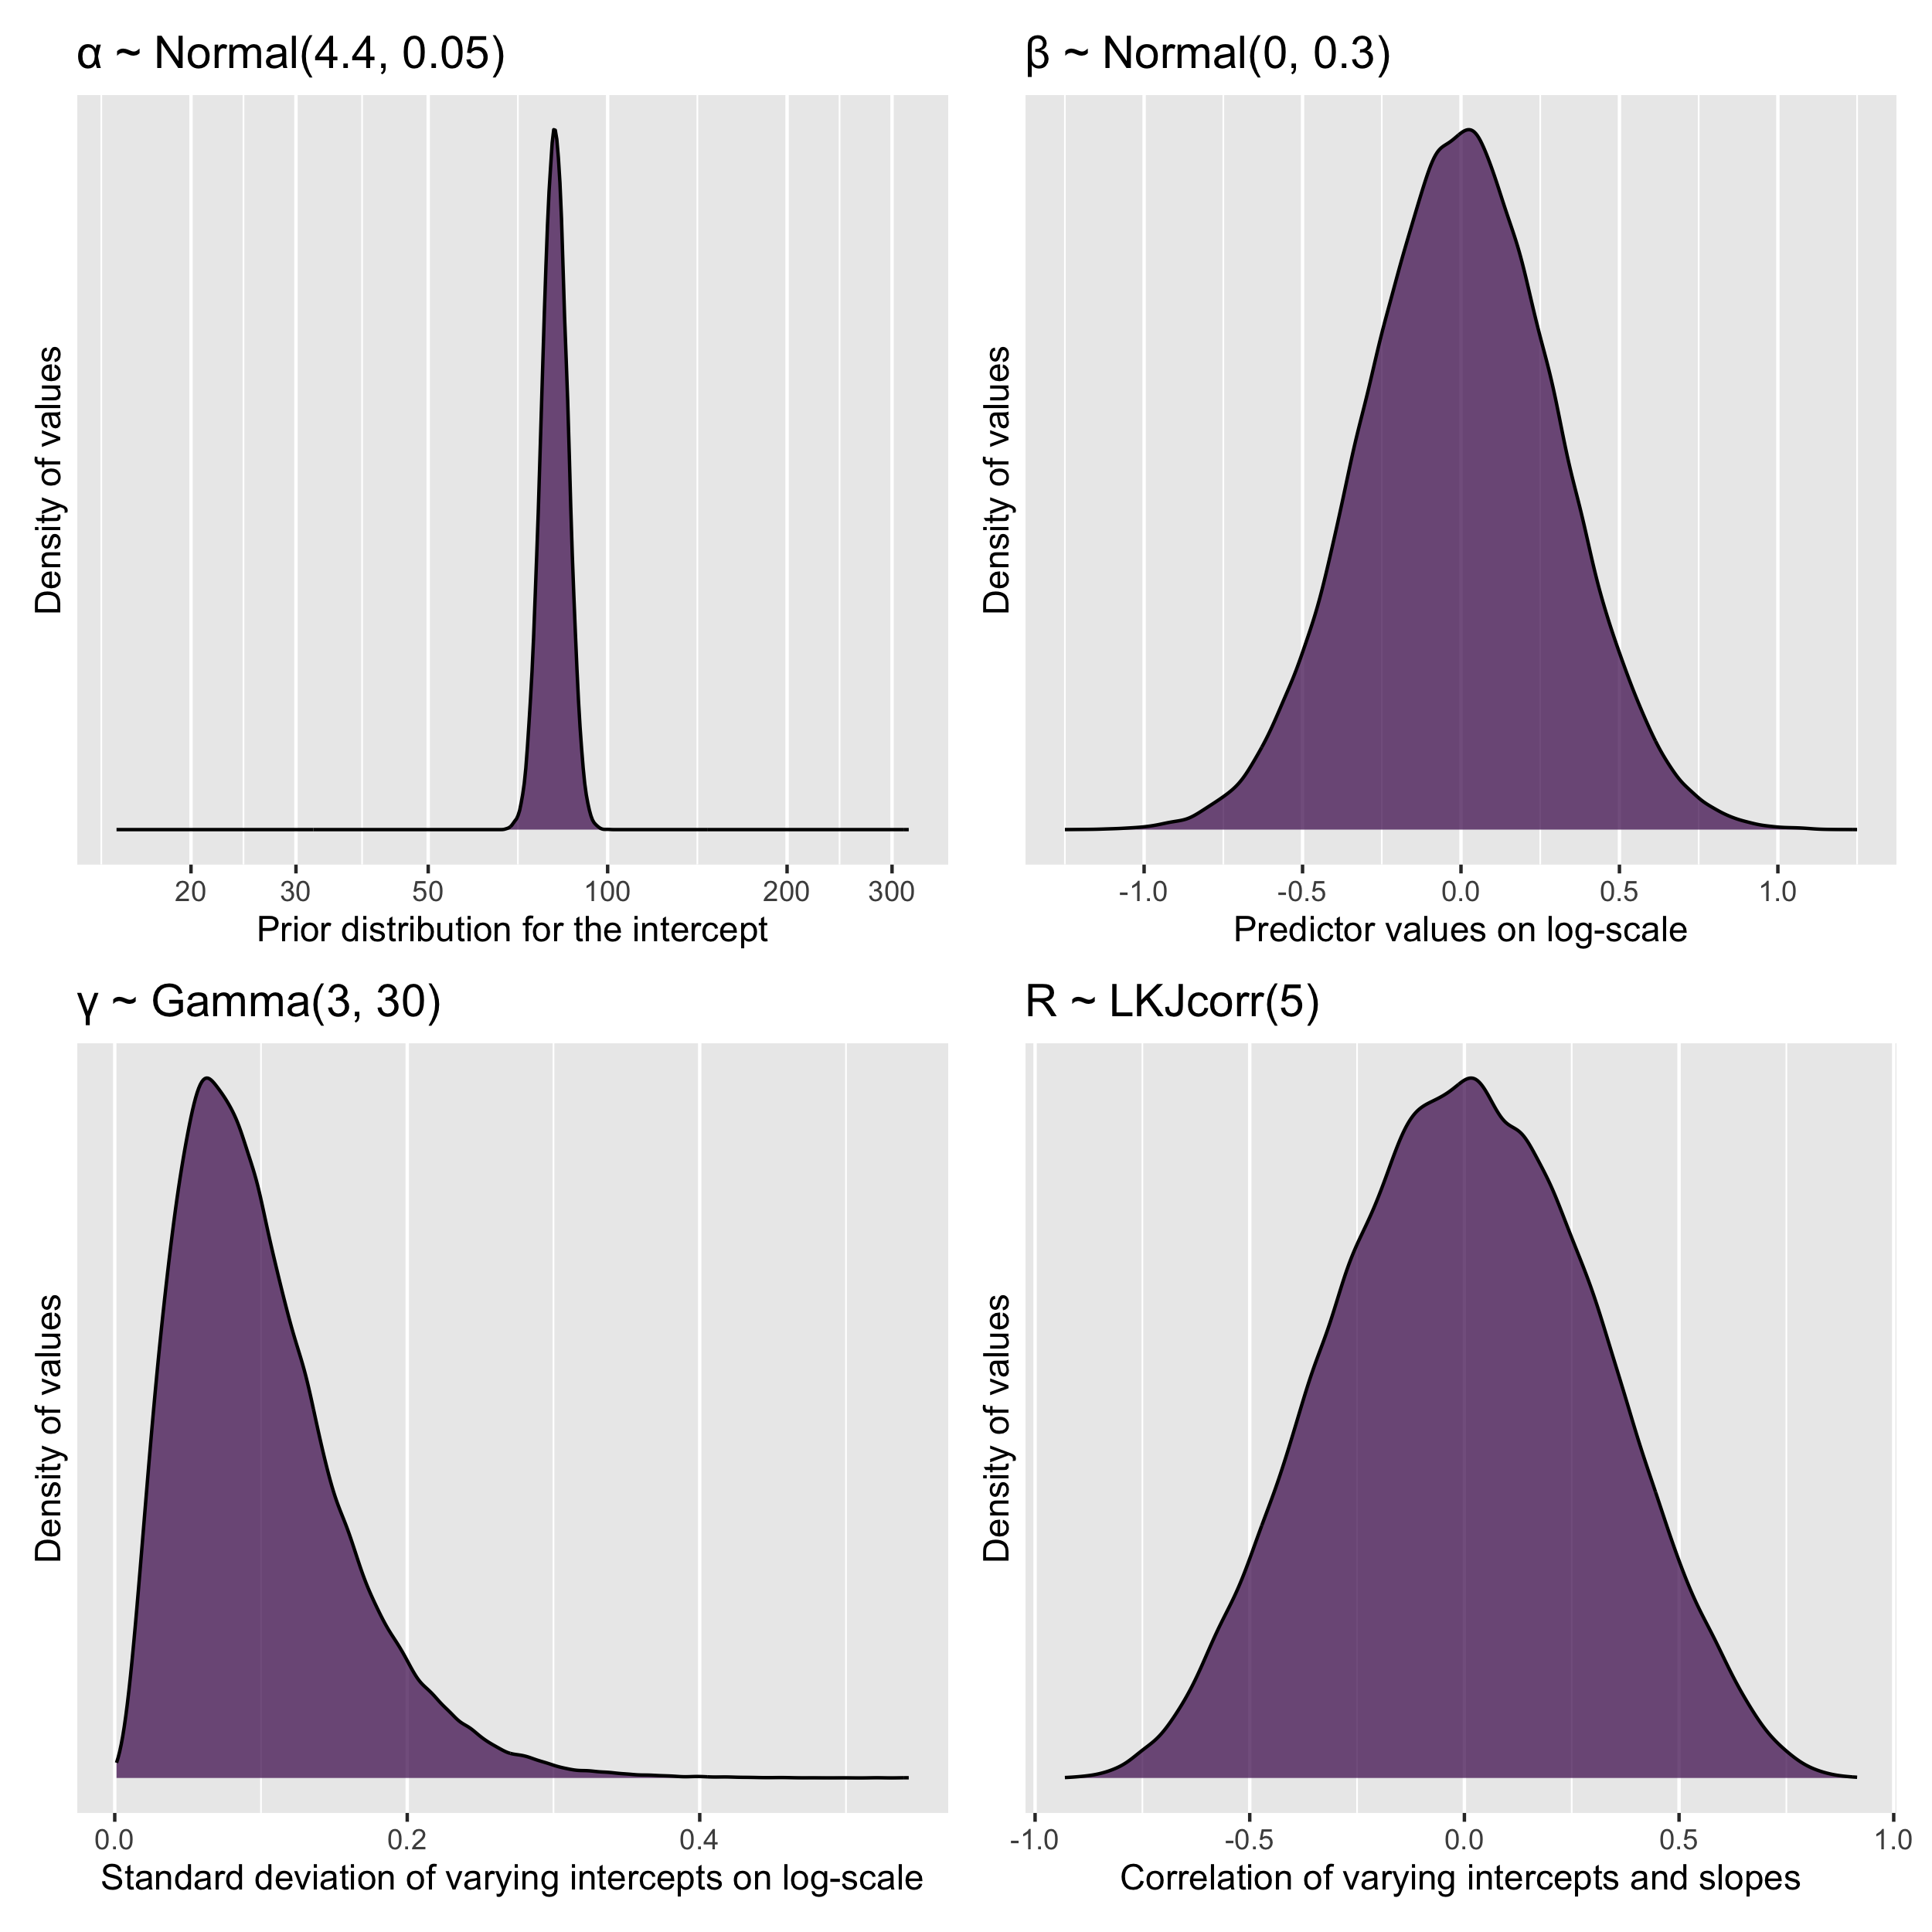 α ~ Normal(4.4, 0.05)
Density of values
20 30 50 100 200 300
Prior distribution for the intercept
β ~ Normal(0, 0.3)
Density of values
-1.0 -0.5 0.0 0.5 1.0
Predictor values on log-scale
γ ~ Gamma(3, 30)
Density of values
0.0 0.2 0.4
Standard deviation of varying intercepts on log-scale
R ~ LKJcorr(5)
Density of values
-1.0 -0.5 0.0 0.5 1.0
Correlation of varying intercepts and slopes